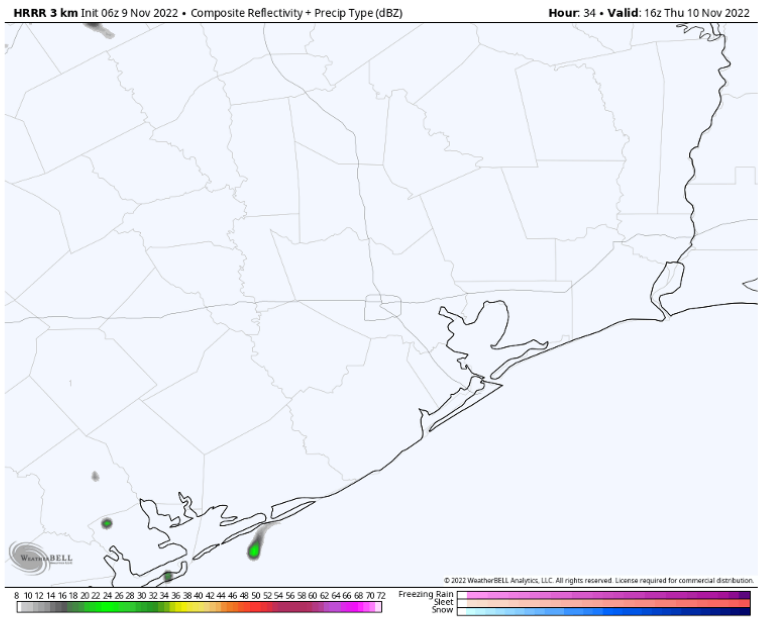 HRRR 3 km Init 06z 9 Nov 2022 • Composite Reflectivity + Precip Type (dBZ)
Hour: 34 • Valid: 16z Thu 10 Nov 2022
WEATHERBELL
© 2022 WeatherBELL Analytics, LLC. All rights reserved. License required for commercial distribution.
8 10 12 14 16 18 20 22 24 26 28 30 32 34 36 38 40 42 44 46 48 50 52 54 56 58 60 62 64 66 68 70 72
Freezing Rain
Sleet
Snow